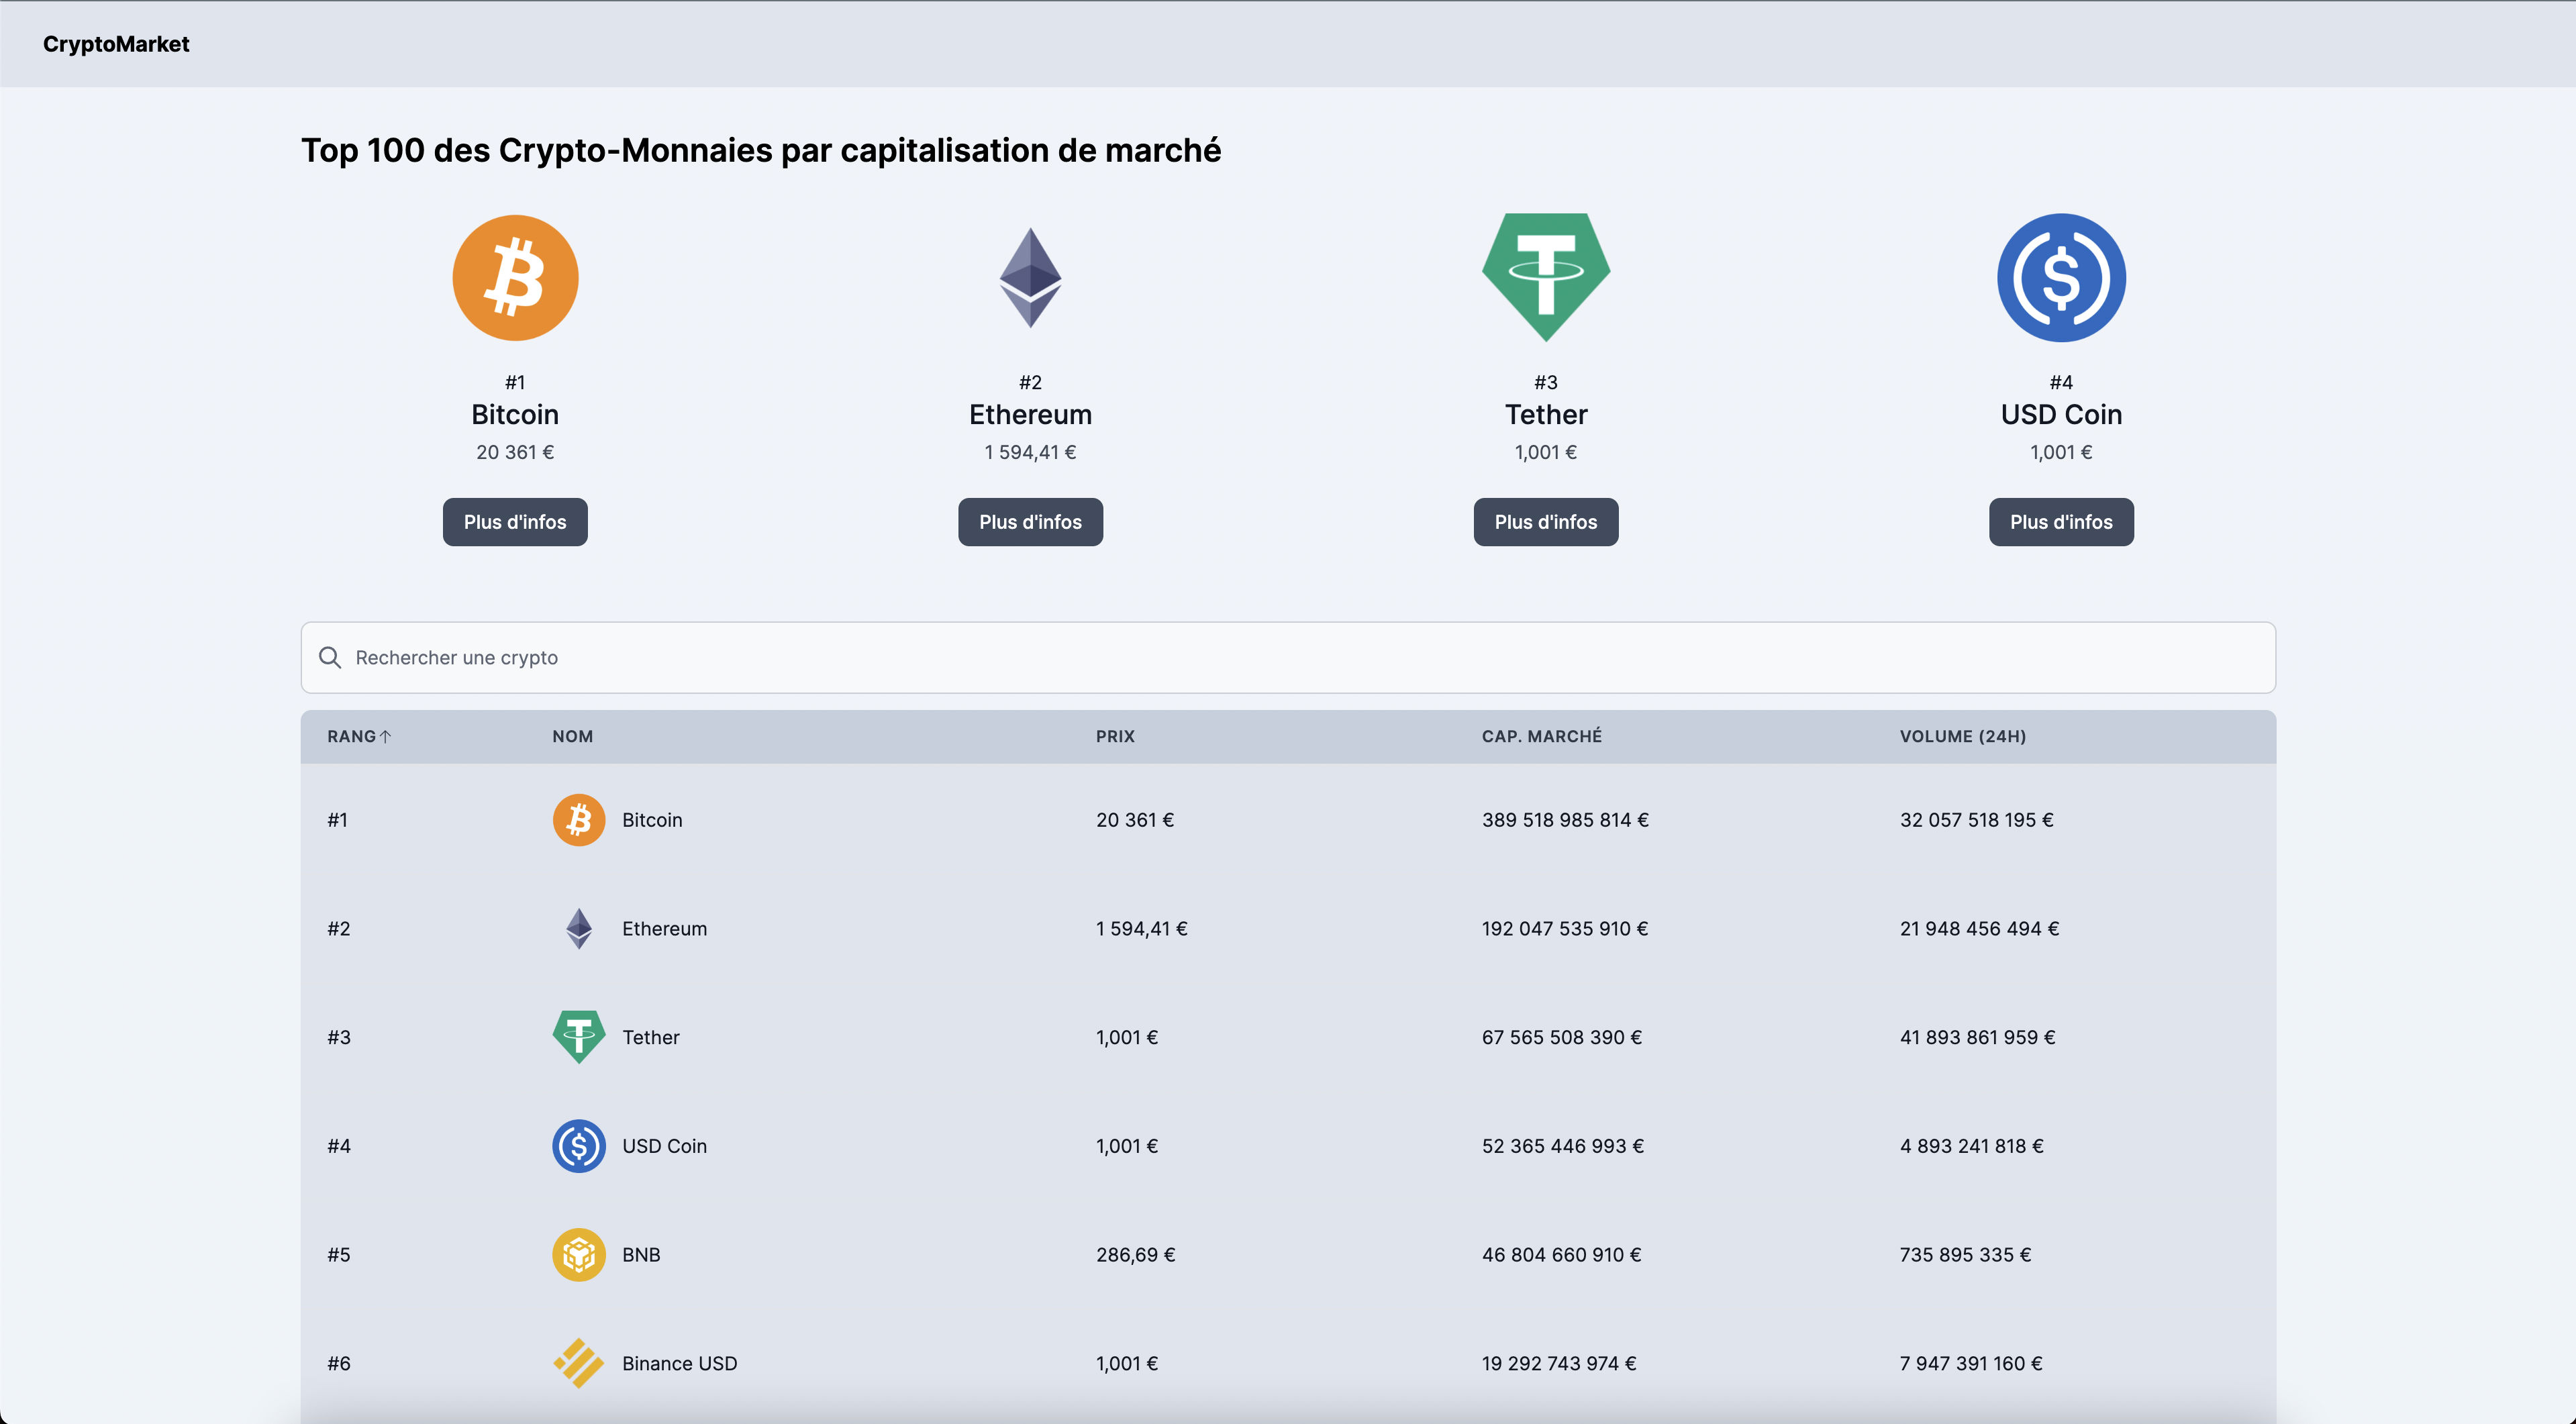 CryptoMarket
Top 100 des Crypto-Monnaies par capitalisation de marché
#1
Bitcoin
20 361 €
Plus d'infos
#2
Ethereum
1 594,41 €
Plus d'infos
#3
Tether
1,001 €
Plus d'infos
#4
USD Coin
1,001 €
Plus d'infos
Rechercher une crypto
RANG↑ NOM PRIX CAP. MARCHÉ VOLUME (24H)
#1 Bitcoin 20 361 € 389 518 985 814 € 32 057 518 195 €
#2 Ethereum 1 594,41 € 192 047 535 910 € 21 948 456 494 €
#3 Tether 1,001 € 67 565 508 390 € 41 893 861 959 €
#4 USD Coin 1,001 € 52 365 446 993 € 4 893 241 818 €
#5 BNB 286,69 € 46 804 660 910 € 735 895 335 €
#6 Binance USD 1,001 € 19 292 743 974 € 7 947 391 160 €